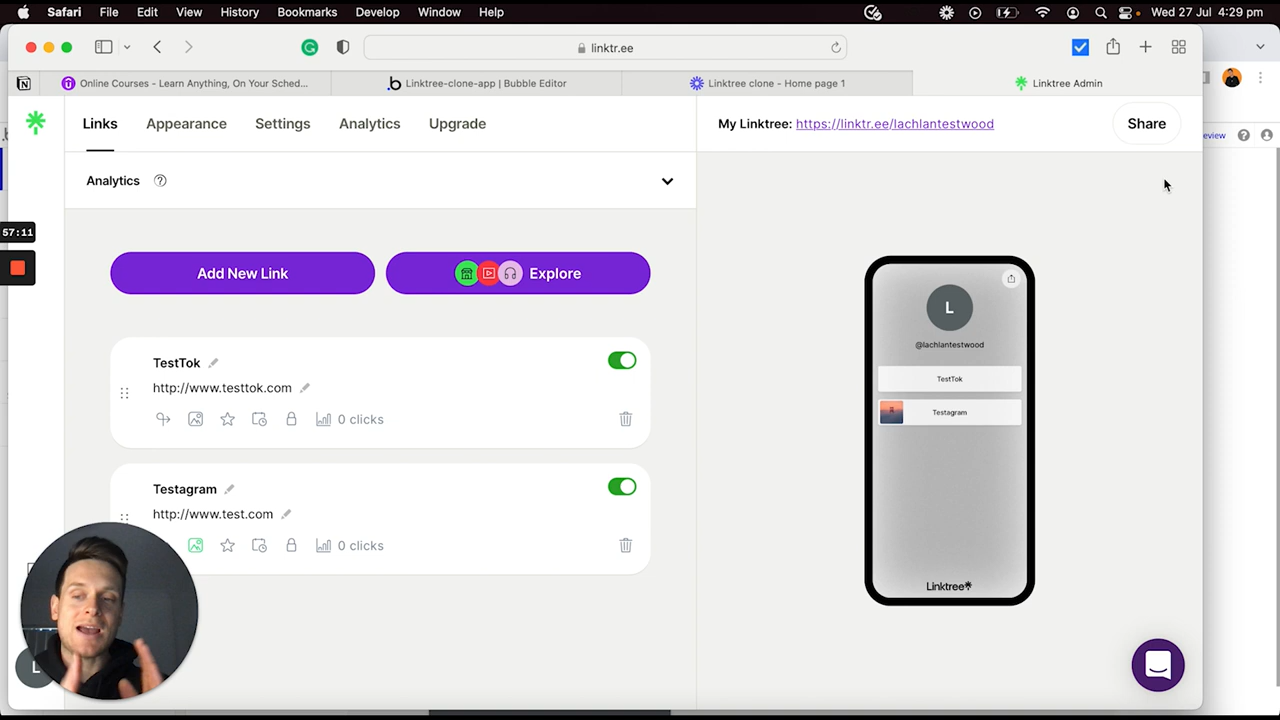 Safari File Edit View History Bookmarks Develop Window Help Wed 27 Jul 4:29 pm
linktr.ee
Online Courses - Learn Anything, On Your Sched... Linktree-clone-app | Bubble Editor Linktree clone - Home page 1 Linktree Admin
Links Appearance Settings Analytics Upgrade
My Linktree: https://linktr.ee/lachlantestwood Share
view
Analytics
57:11
Add New Link
Explore
TestTok
http://www.testtok.com
0 clicks
Testagram
http://www.test.com
0 clicks
L
@lachlantestwood
TestTok
Testagram
Linktree
L